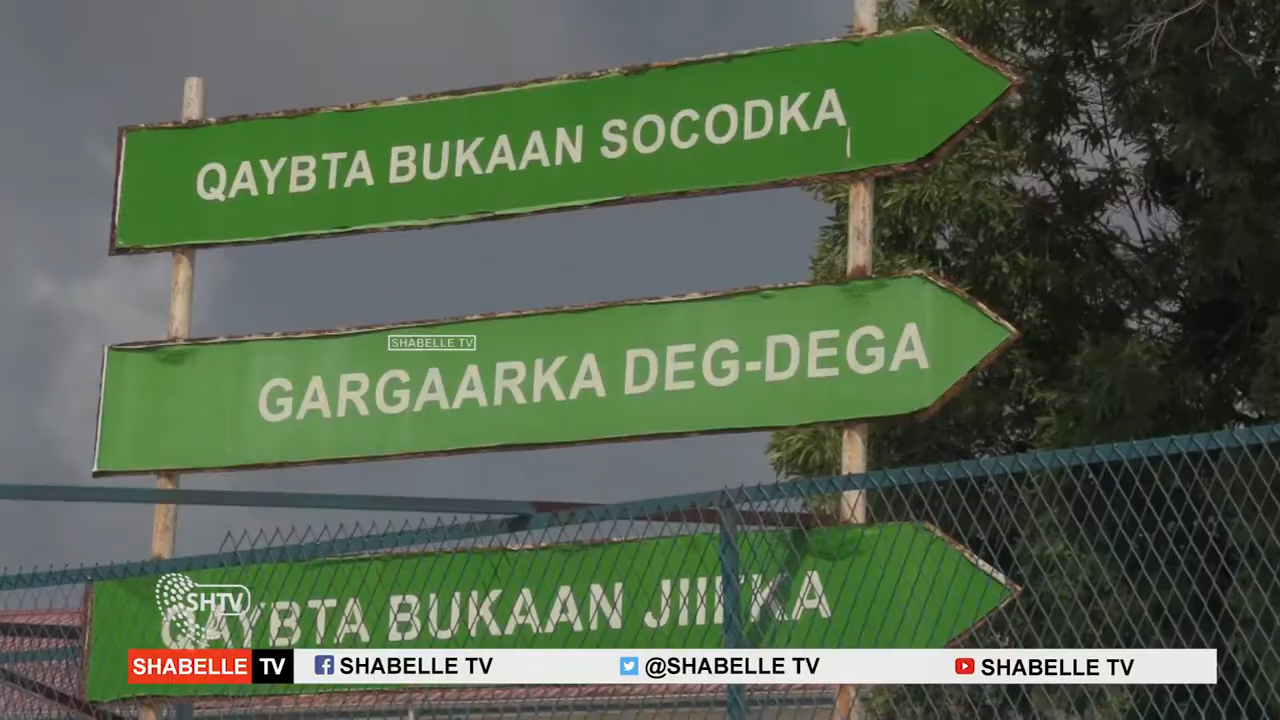 QAYBTA BUKAAN SOCODKA
SHABELLE TV
GARGAARKA DEG-DEGA
QAYBTA BUKAAN JIIFKA
SHTV
SHABELLE TV
SHABELLE TV
@SHABELLE TV
SHABELLE TV